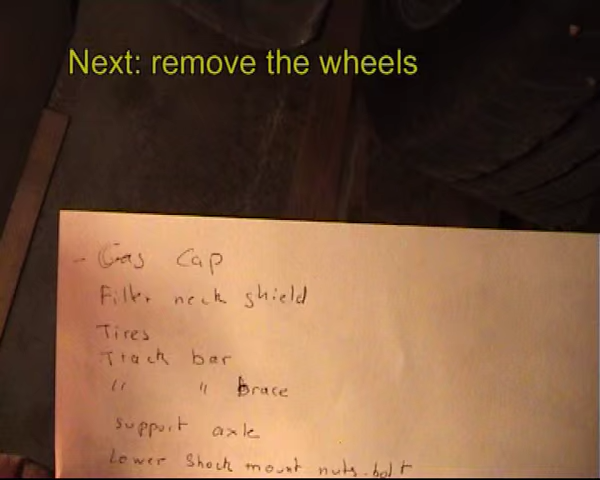 Next: remove the wheels
- Gas Cap
Filler neck shield
Tires
Track bar
" " brace
support axle
Lower Shock mount nuts-bolt